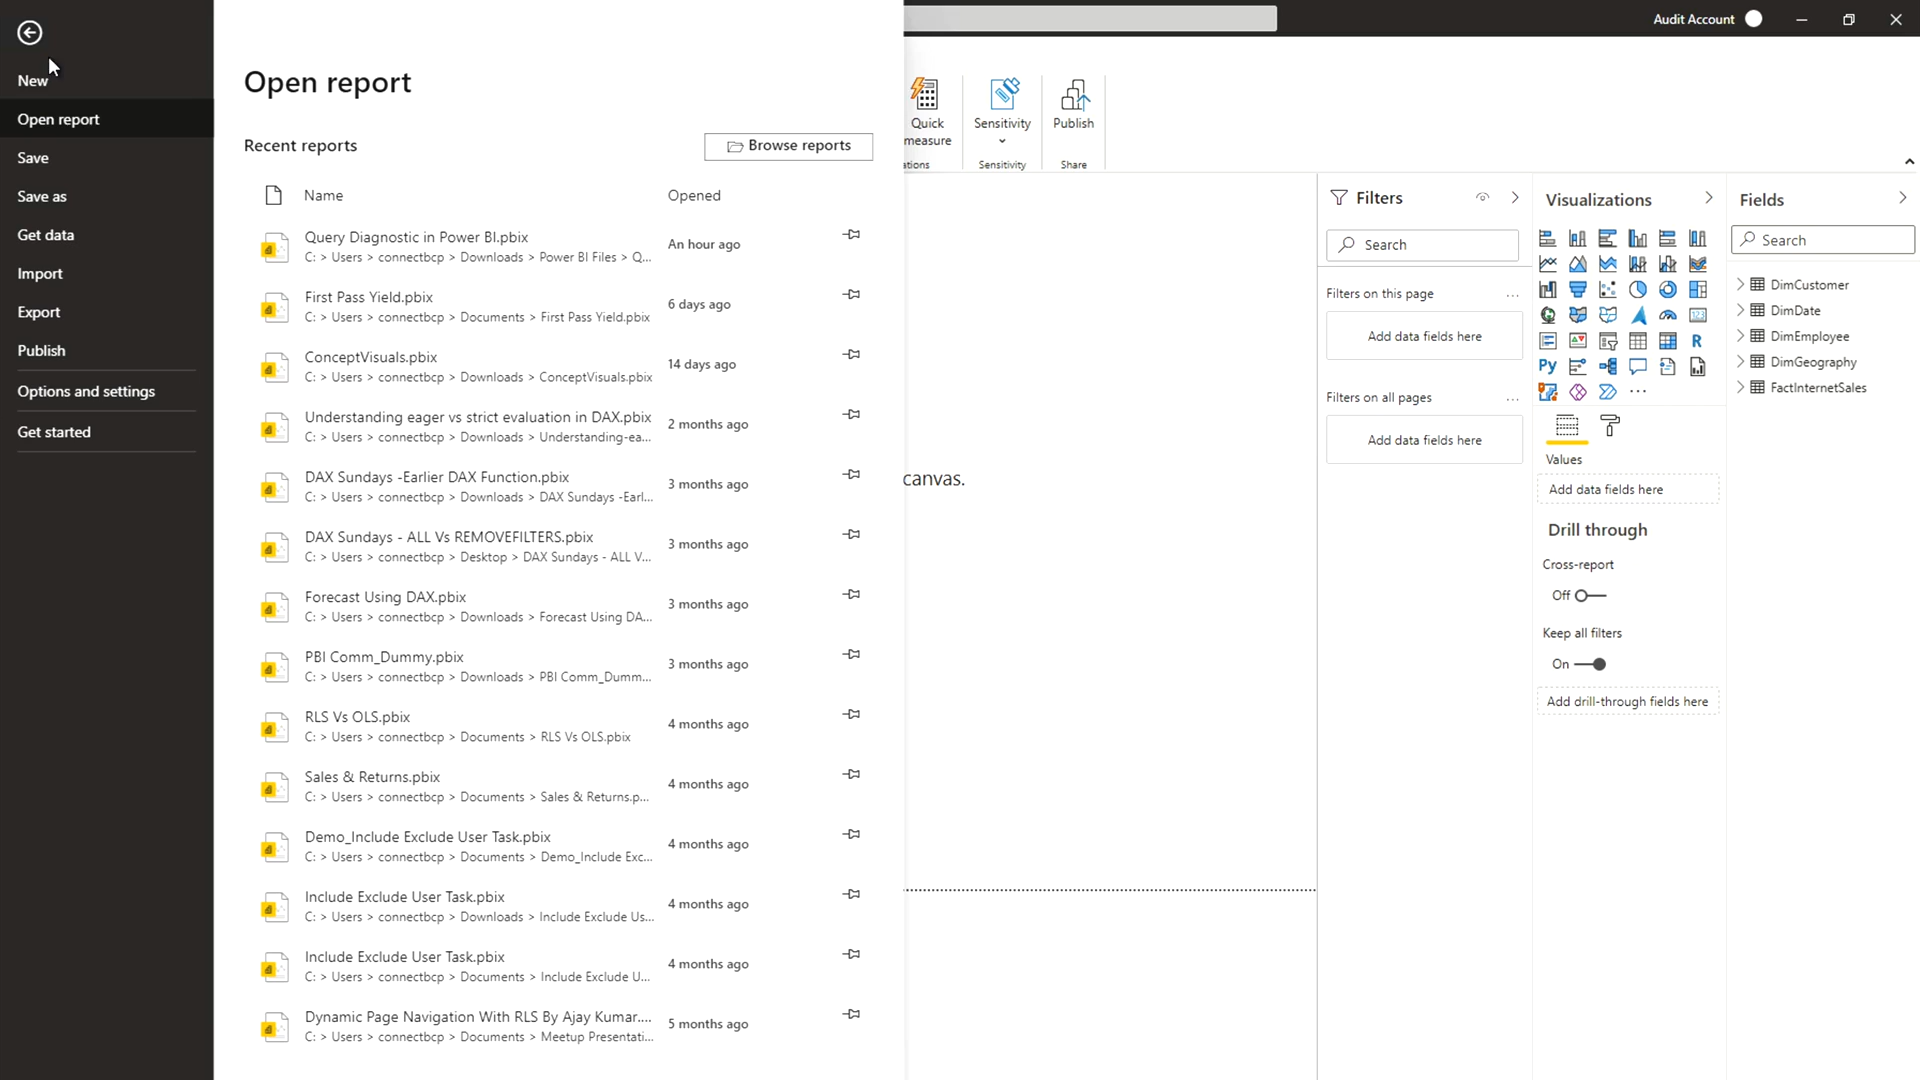 Audit Account
New
Open report
Save
Save as
Get data
Import
Export
Publish
Options and settings
Get started
Open report
Recent reports
Browse reports
Name Opened
Query Diagnostic in Power BI.pbix
C: > Users > connectbcp > Downloads > Power BI Files > Q...
An hour ago
First Pass Yield.pbix
C: > Users > connectbcp > Documents > First Pass Yield.pbix
6 days ago
ConceptVisuals.pbix
C: > Users > connectbcp > Downloads > ConceptVisuals.pbix
14 days ago
Understanding eager vs strict evaluation in DAX.pbix
C: > Users > connectbcp > Downloads > Understanding-ea...
2 months ago
DAX Sundays -Earlier DAX Function.pbix
C: > Users > connectbcp > Downloads > DAX Sundays -Earl...
3 months ago
DAX Sundays - ALL Vs REMOVEFILTERS.pbix
C: > Users > connectbcp > Desktop > DAX Sundays - ALL V...
3 months ago
Forecast Using DAX.pbix
C: > Users > connectbcp > Downloads > Forecast Using DA...
3 months ago
PBI Comm_Dummy.pbix
C: > Users > connectbcp > Downloads > PBI Comm_Dumm...
3 months ago
RLS Vs OLS.pbix
C: > Users > connectbcp > Documents > RLS Vs OLS.pbix
4 months ago
Sales & Returns.pbix
C: > Users > connectbcp > Documents > Sales & Returns.p...
4 months ago
Demo_Include Exclude User Task.pbix
C: > Users > connectbcp > Documents > Demo_Include Exc...
4 months ago
Include Exclude User Task.pbix
C: > Users > connectbcp > Downloads > Include Exclude Us...
4 months ago
Include Exclude User Task.pbix
C: > Users > connectbcp > Documents > Include Exclude U...
4 months ago
Dynamic Page Navigation With RLS By Ajay Kumar....
C: > Users > connectbcp > Documents > Meetup Presentati...
5 months ago
Quick
measure
ations
Sensitivity
Sensitivity
Publish
Share
canvas.
Filters
Search
Filters on this page ...
Add data fields here
Filters on all pages ...
Add data fields here
Visualizations
R
Py
123
...
Values
Add data fields here
Drill through
Cross-report
Off
Keep all filters
On
Add drill-through fields here
Fields
Search
DimCustomer
DimDate
DimEmployee
DimGeography
FactInternetSales